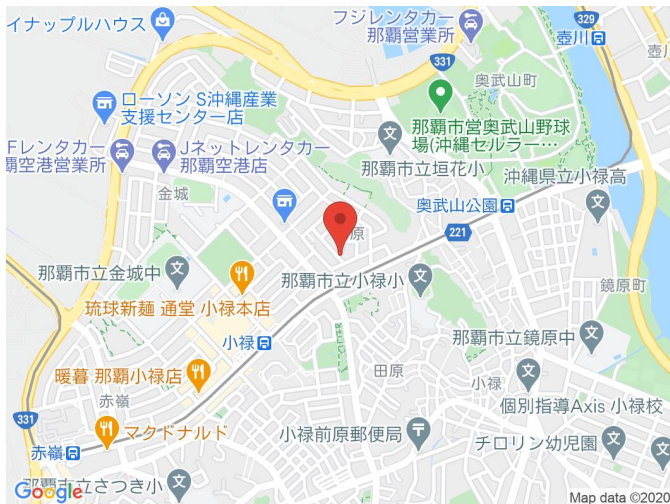 イナップルハウス
フジレンタカー
那覇営業所
331
329
壺川
奥武山町
ローソン S沖縄産業
支援センター店
那覇市営奥武山野球
場(沖縄セルラー…
Fレンタカー
覇空港営業所
Jネットレンタカー
那覇空港店
那覇市立垣花小
沖縄県立小禄高
金城
奥武山公園
原
221
那覇市立金城中
那覇市立小禄小
鏡原町
琉球新麺 通堂 小禄本店
小禄
那覇市立鏡原中
暖暮 那覇小禄店
田原
小禄
赤嶺
個別指導Axis 小禄校
331
マクドナルド
小禄前原郵便局
チロリン幼児園
赤嶺
那覇市立さつき小
Google
Map data ©2020